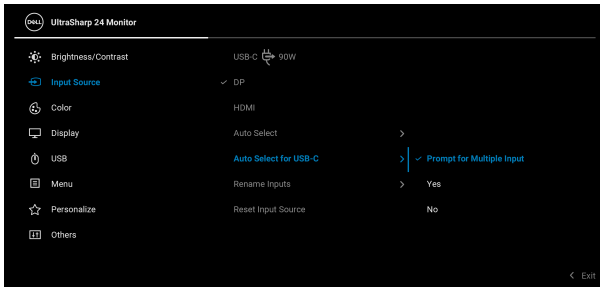 DELL UltraSharp 24 Monitor
Brightness/Contrast USB-C 90W
Input Source DP
Color HDMI
Display Auto Select
USB Auto Select for USB-C Prompt for Multiple Input
Menu Rename Inputs Yes
Personalize Reset Input Source No
Others
Exit